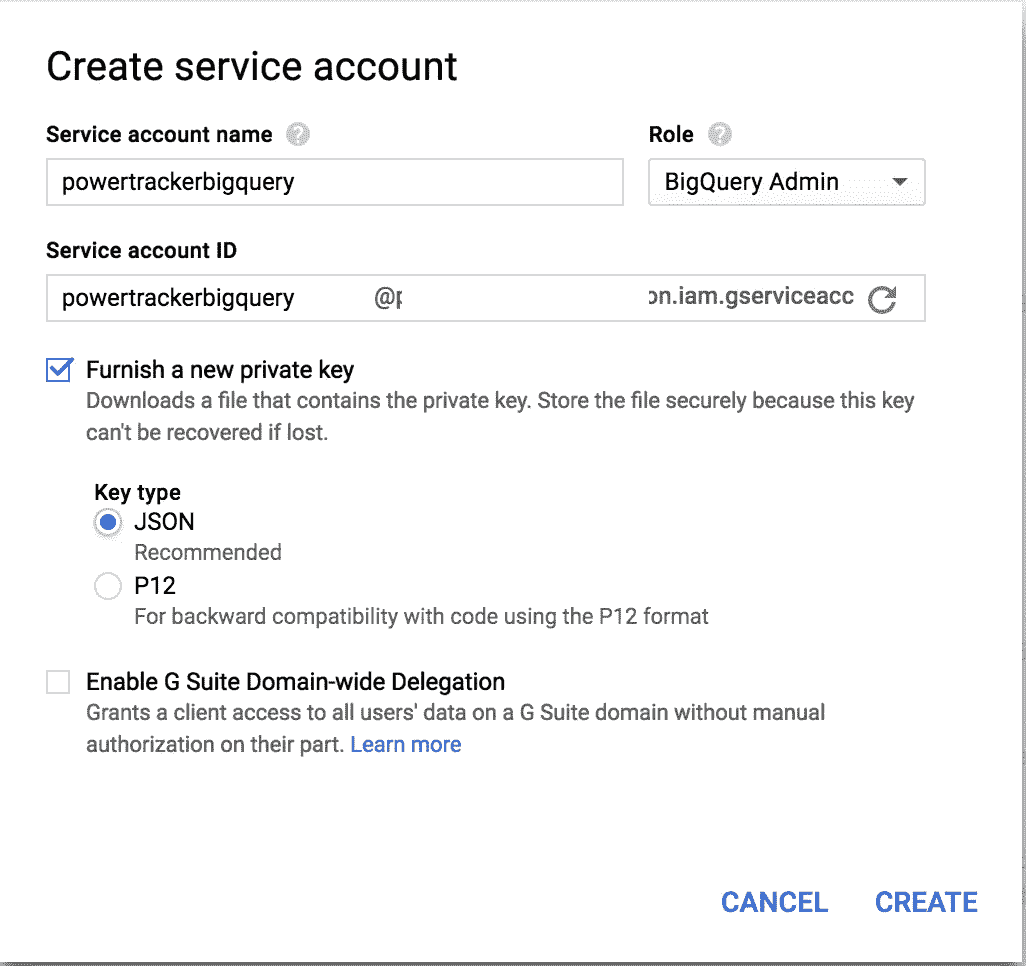 Create service account
Service account name ?
Role ?
powertrackerbigquery
BigQuery Admin
Service account ID
powertrackerbigquery @
on.iam.gserviceacc
Furnish a new private key
Downloads a file that contains the private key. Store the file securely because this key
can't be recovered if lost.
Key type
JSON
Recommended
P12
For backward compatibility with code using the P12 format
Enable G Suite Domain-wide Delegation
Grants a client access to all users' data on a G Suite domain without manual
authorization on their part. Learn more
CANCEL
CREATE